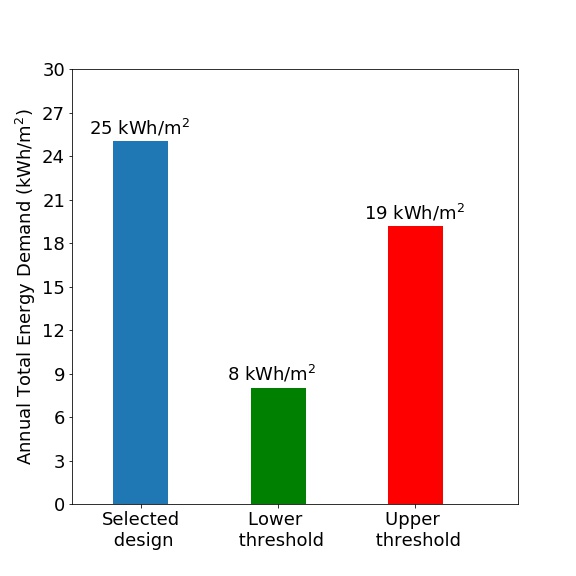 Annual Total Energy Demand (kWh/m²)
30
27
24
21
18
15
12
9
6
3
0
25 kWh/m²
8 kWh/m²
19 kWh/m²
Selected
design
Lower
threshold
Upper
threshold